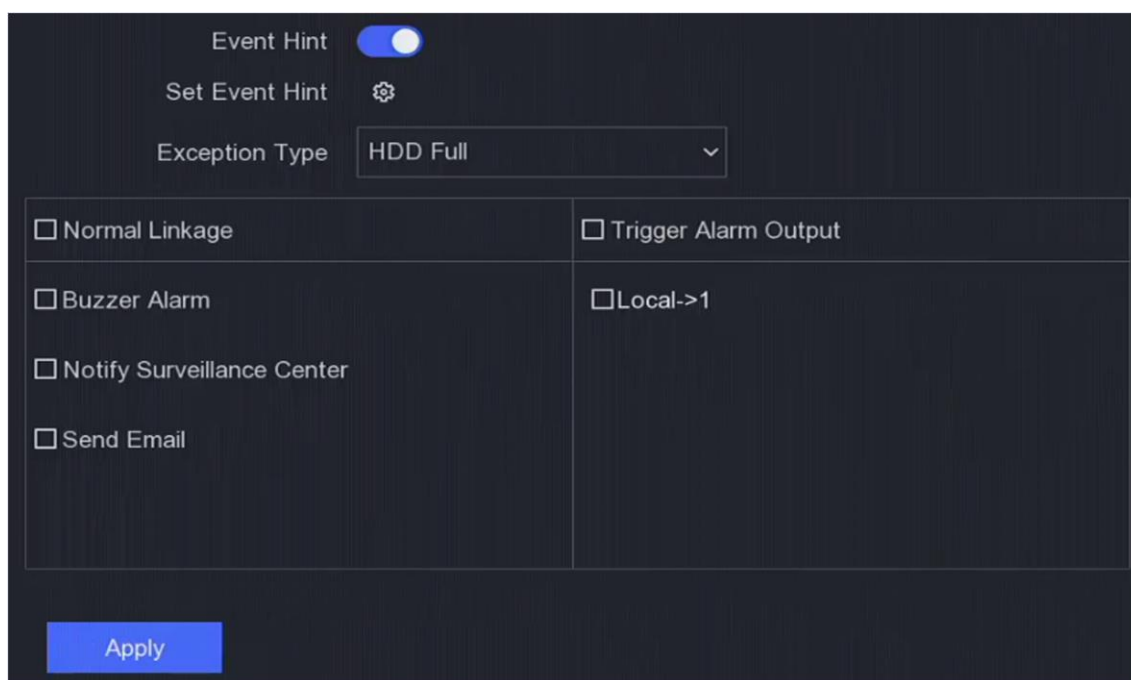 Event Hint
Set Event Hint
Exception Type HDD Full
Normal Linkage Trigger Alarm Output
Buzzer Alarm Local->1
Notify Surveillance Center
Send Email
Apply